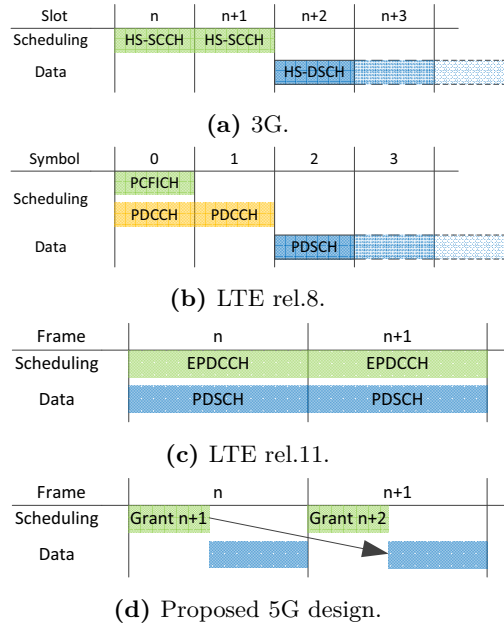 Slot n n+1 n+2 n+3
Scheduling HS-SCCH HS-SCCH
Data HS-DSCH
(a) 3G.
Symbol 0 1 2 3
PCFICH
Scheduling
PDCCH PDCCH
Data PDSCH
(b) LTE rel.8.
Frame n n+1
Scheduling EPDCCH EPDCCH
Data PDSCH PDSCH
(c) LTE rel.11.
Frame n n+1
Scheduling Grant n+1 Grant n+2
Data
(d) Proposed 5G design.